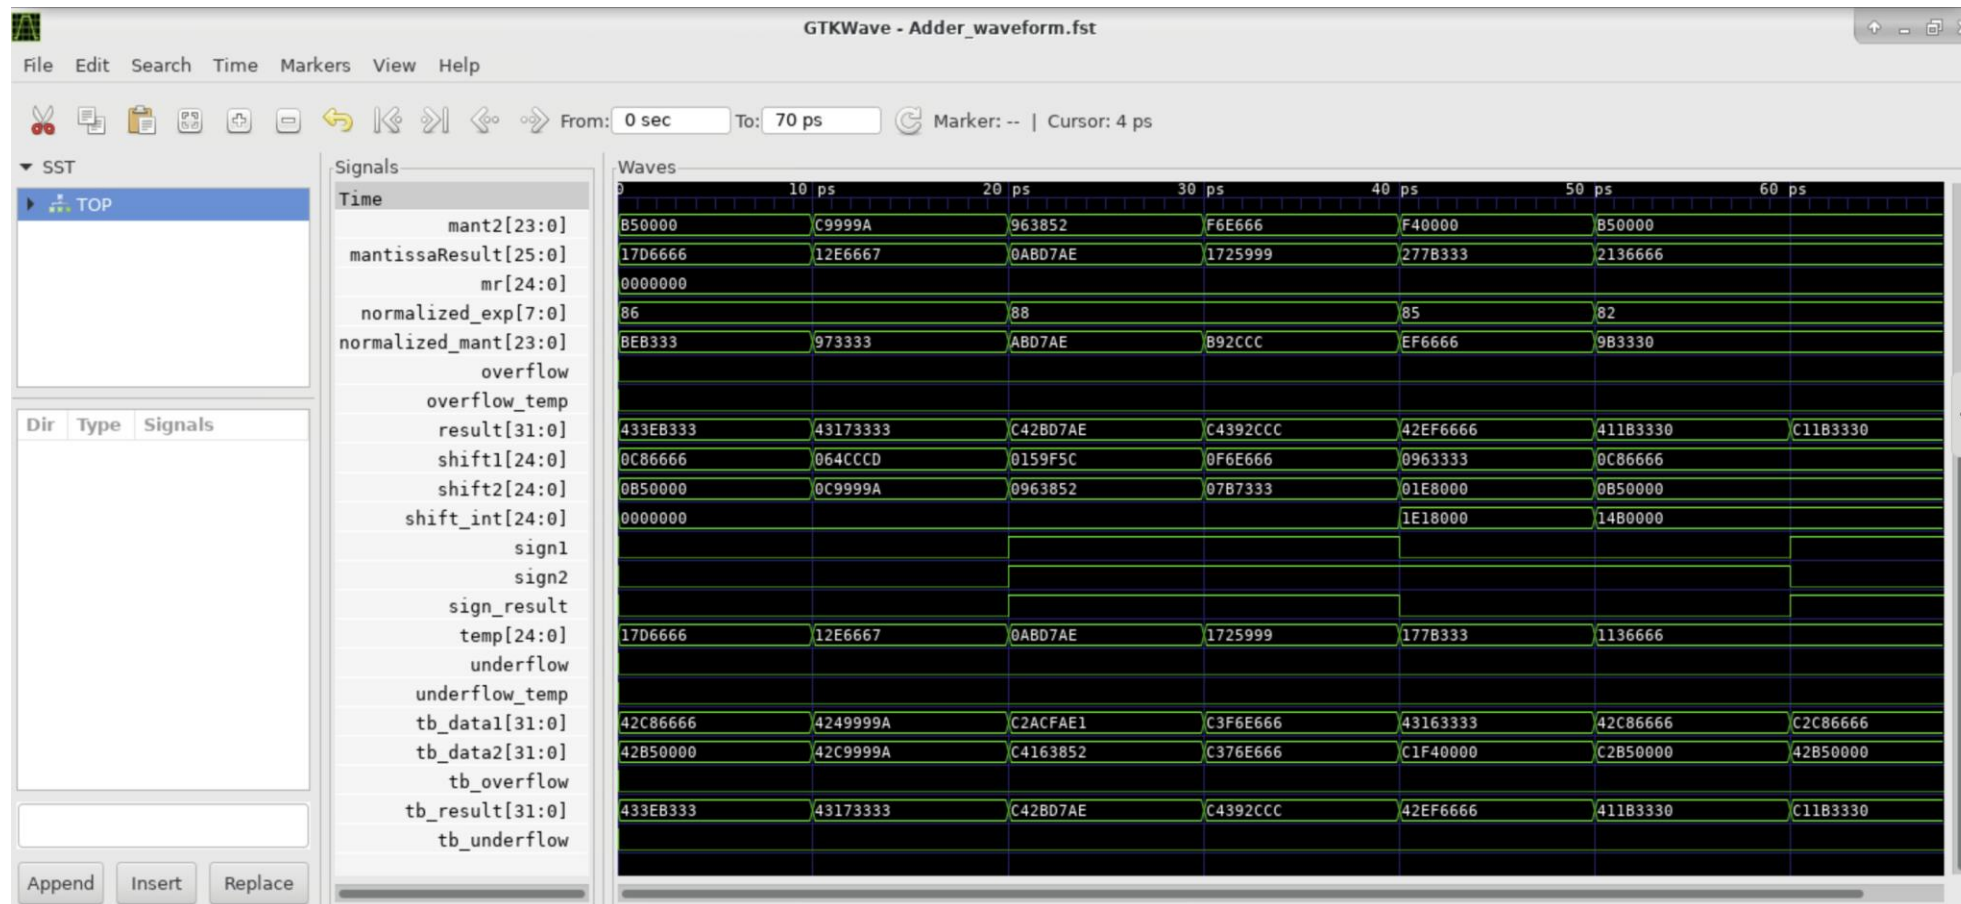 GTKWave - Adder_waveform.fst
File Edit Search Time Markers View Help
From: 0 sec To: 70 ps Marker: -- | Cursor: 4 ps
SST
TOP
Dir Type Signals
Append Insert Replace
Signals
Waves
Time 0 10 ps 20 ps 30 ps 40 ps 50 ps 60 ps
mant2[23:0] B50000 C9999A 963852 F6E666 F40000 B50000
mantissaResult[25:0] 17D6666 12E6667 0ABD7AE 1725999 277B333 2136666
mr[24:0] 0000000
normalized_exp[7:0] 86 88 85 82
normalized_mant[23:0] BEB333 973333 ABD7AE B92CCC EF6666 9B3330
overflow
overflow_temp
result[31:0] 433EB333 43173333 C42BD7AE C4392CCC 42EF6666 411B3330 C11B3330
shift1[24:0] 0C86666 064CCCD 0159F5C 0F6E666 0963333 0C86666
shift2[24:0] 0B50000 0C9999A 0963852 07B7333 01E8000 0B50000
shift_int[24:0] 0000000 1E18000 14B0000
sign1
sign2
sign_result
temp[24:0] 17D6666 12E6667 0ABD7AE 1725999 177B333 1136666
underflow
underflow_temp
tb_data1[31:0] 42C86666 4249999A C2ACFAE1 C3F6E666 43163333 42C86666 C2C86666
tb_data2[31:0] 42B50000 42C9999A C4163852 C376E666 C1F40000 C2B50000 42B50000
tb_overflow
tb_result[31:0] 433EB333 43173333 C42BD7AE C4392CCC 42EF6666 411B3330 C11B3330
tb_underflow